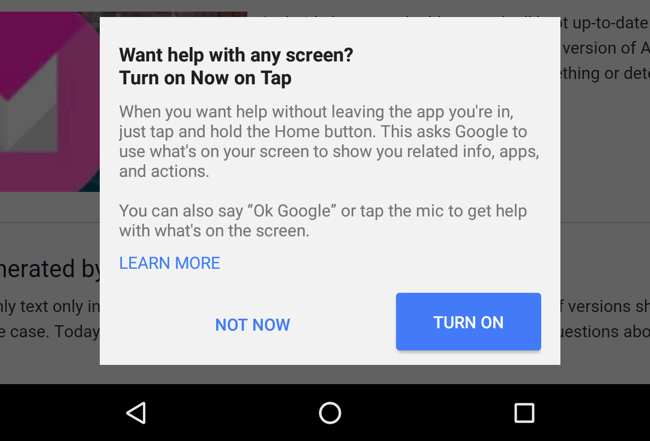 ot up-to-date
version of A
thing or dete
Want help with any screen?
Turn on Now on Tap
When you want help without leaving the app you're in,
just tap and hold the Home button. This asks Google to
use what's on your screen to show you related info, apps,
and actions.
You can also say “Ok Google” or tap the mic to get help
with what's on the screen.
LEARN MORE
NOT NOW
TURN ON
nerated by
nly text only in
f versions sh
e case. Today
uestions abo